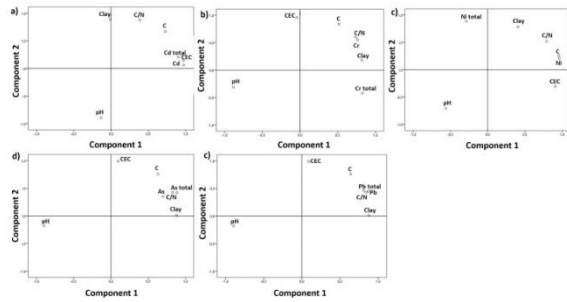 a)
Component 2
Clay
C/N
C
Cd total
CEC
Cd
pH
Component 1
b)
Component 2
CEC
C
C/N
Cr
Clay
pH
Cr total
Component 1
c)
Component 2
Ni total
Clay
C/N
C
Ni
CEC
pH
Component 1
d)
Component 2
CEC
C
As total
As
C/N
Clay
pH
Component 1
c)
Component 2
CEC
C
Pb total
Pb
C/N
Clay
pH
Component 1